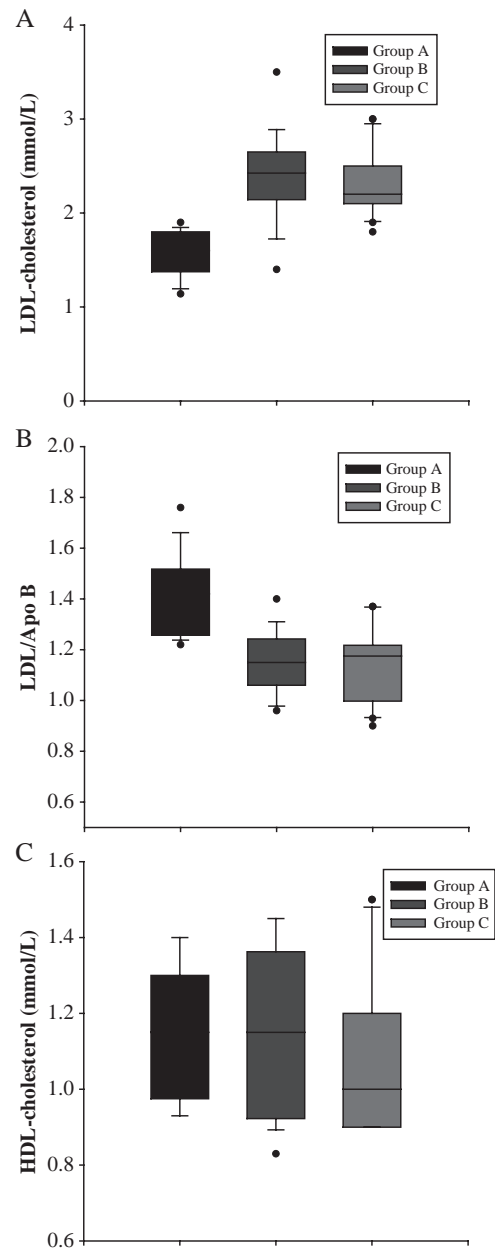 A
LDL-cholesterol (mmol/L)
4
3
2
1
0
Group A
Group B
Group C
B
LDL/Apo B
2.0
1.8
1.6
1.4
1.2
1.0
0.8
0.6
Group A
Group B
Group C
C
HDL-cholesterol (mmol/L)
1.6
1.4
1.2
1.0
0.8
0.6
Group A
Group B
Group C